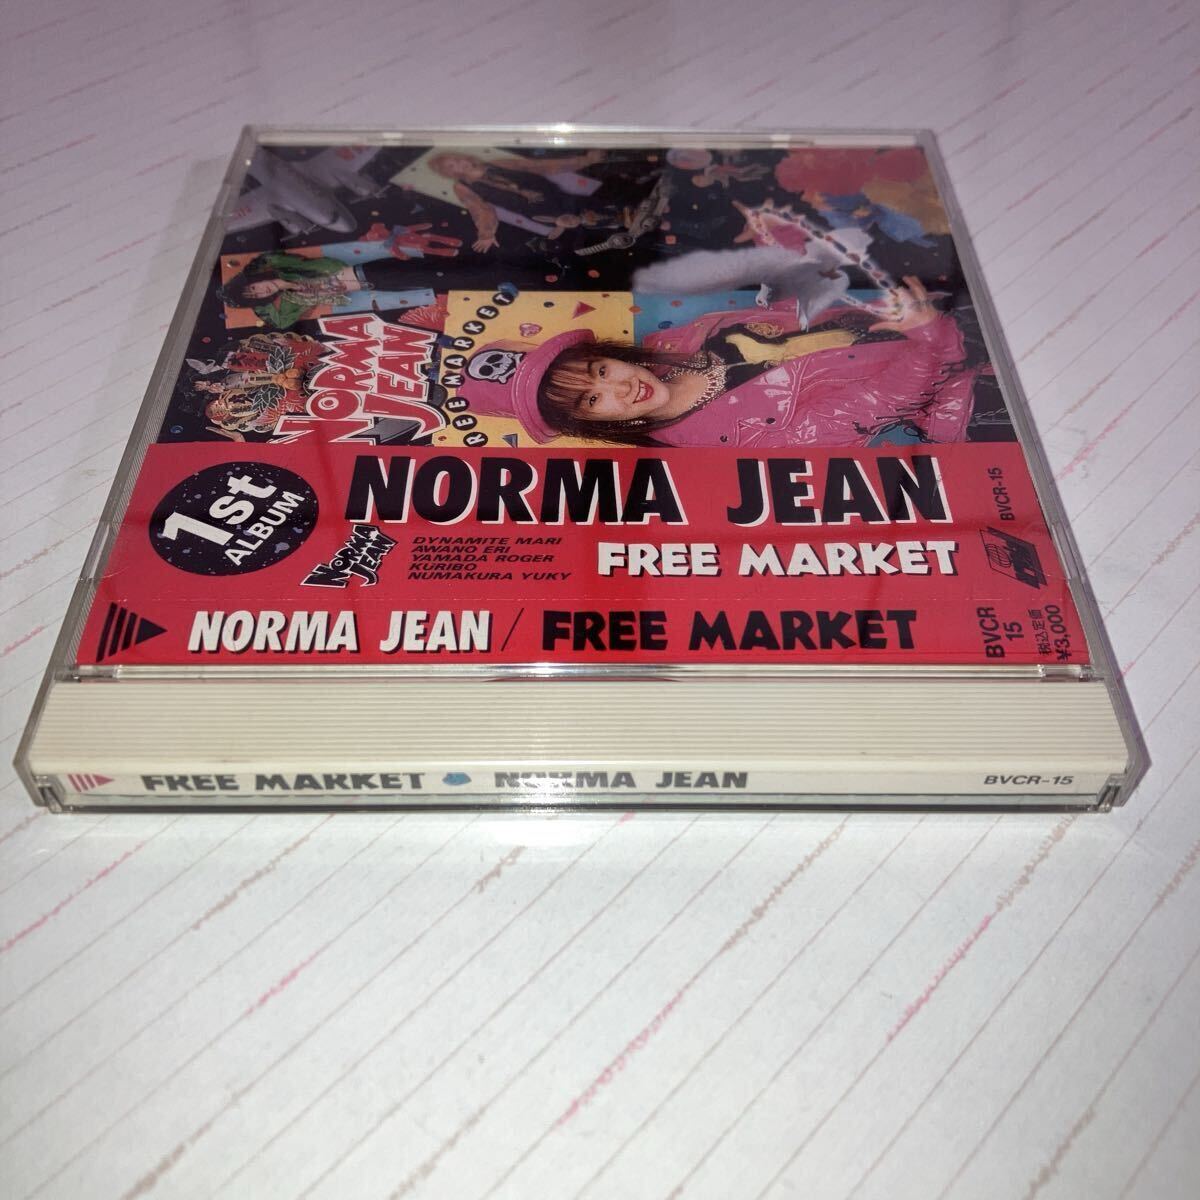 NORMA
JEAN
FREE MARKET
1st
ALBUM
NORMA JEAN
NORMA
JEAN
DYNAMITE MARI
AWANO ERI
YAMADA ROGER
KURIBO
NUMAKURA YUKY
FREE MARKET
BVCR-15
NORMA JEAN / FREE MARKET
BVCR
15
税込定価
¥3,000
FREE MARKET NORMA JEAN BVCR-15